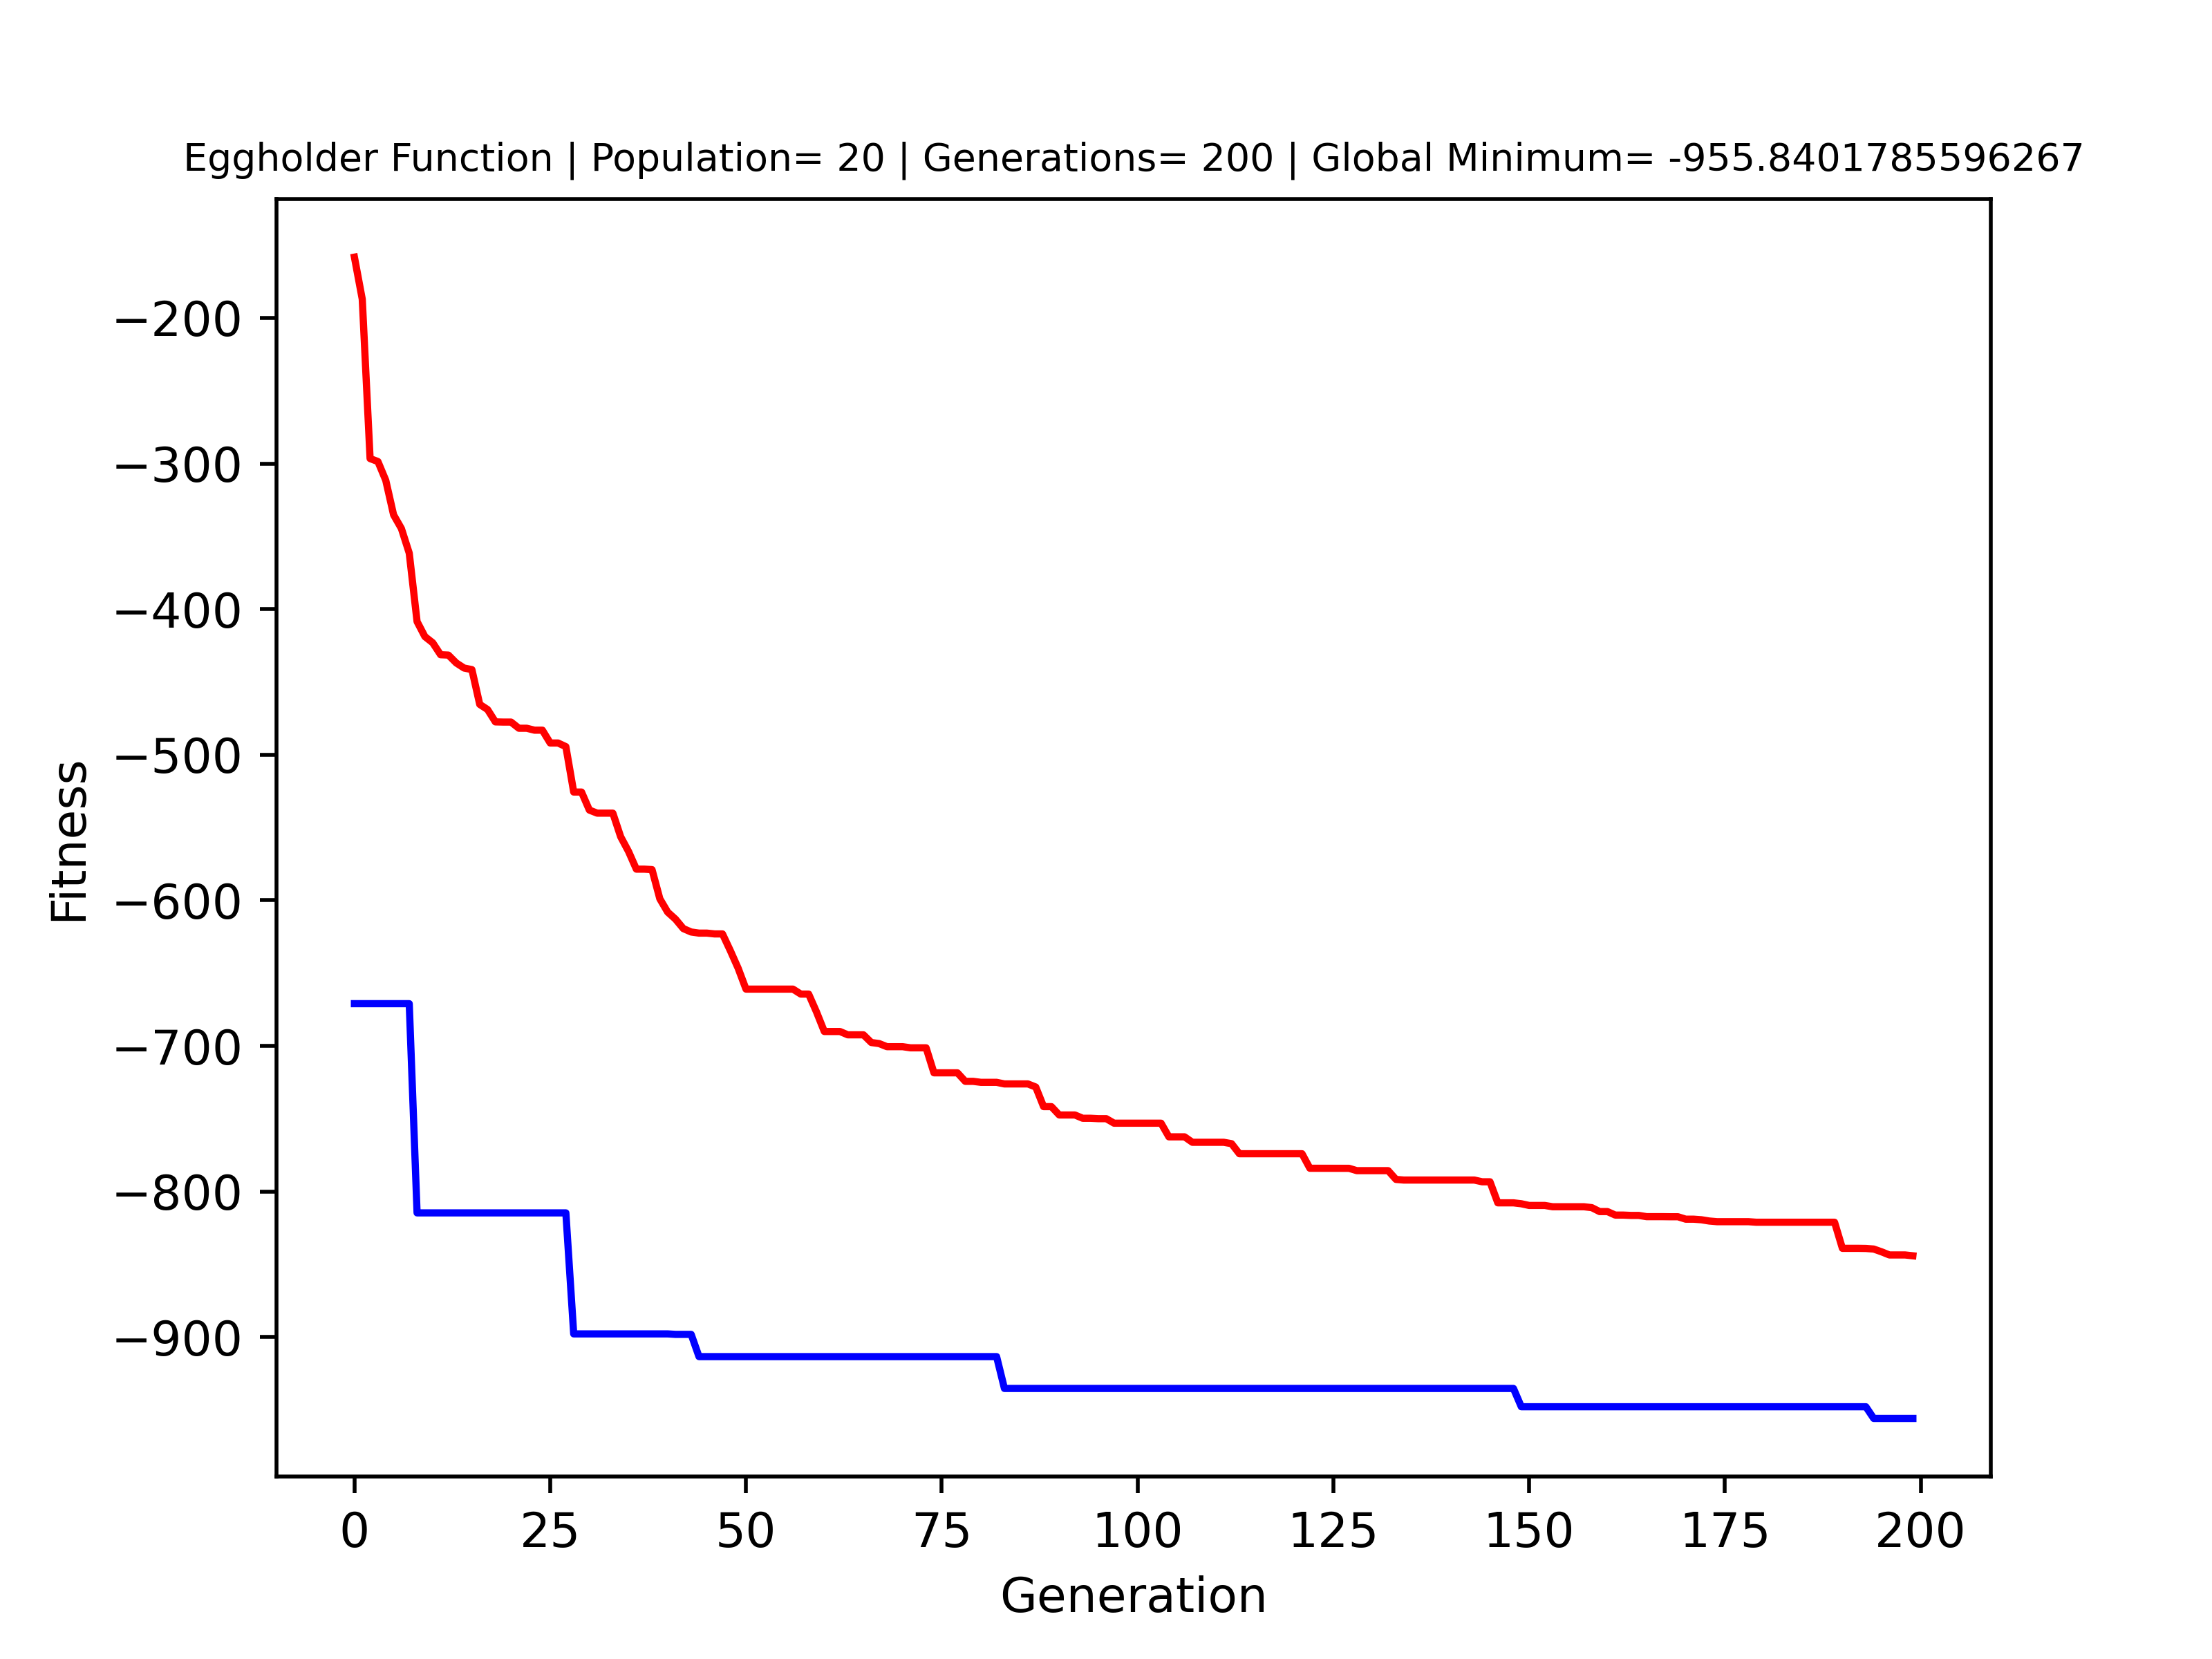 Eggholder Function | Population= 20 | Generations= 200 | Global Minimum= -955.8401785596267
−200
−300
−400
−500
−600
−700
−800
−900
Fitness
0 25 50 75 100 125 150 175 200
Generation